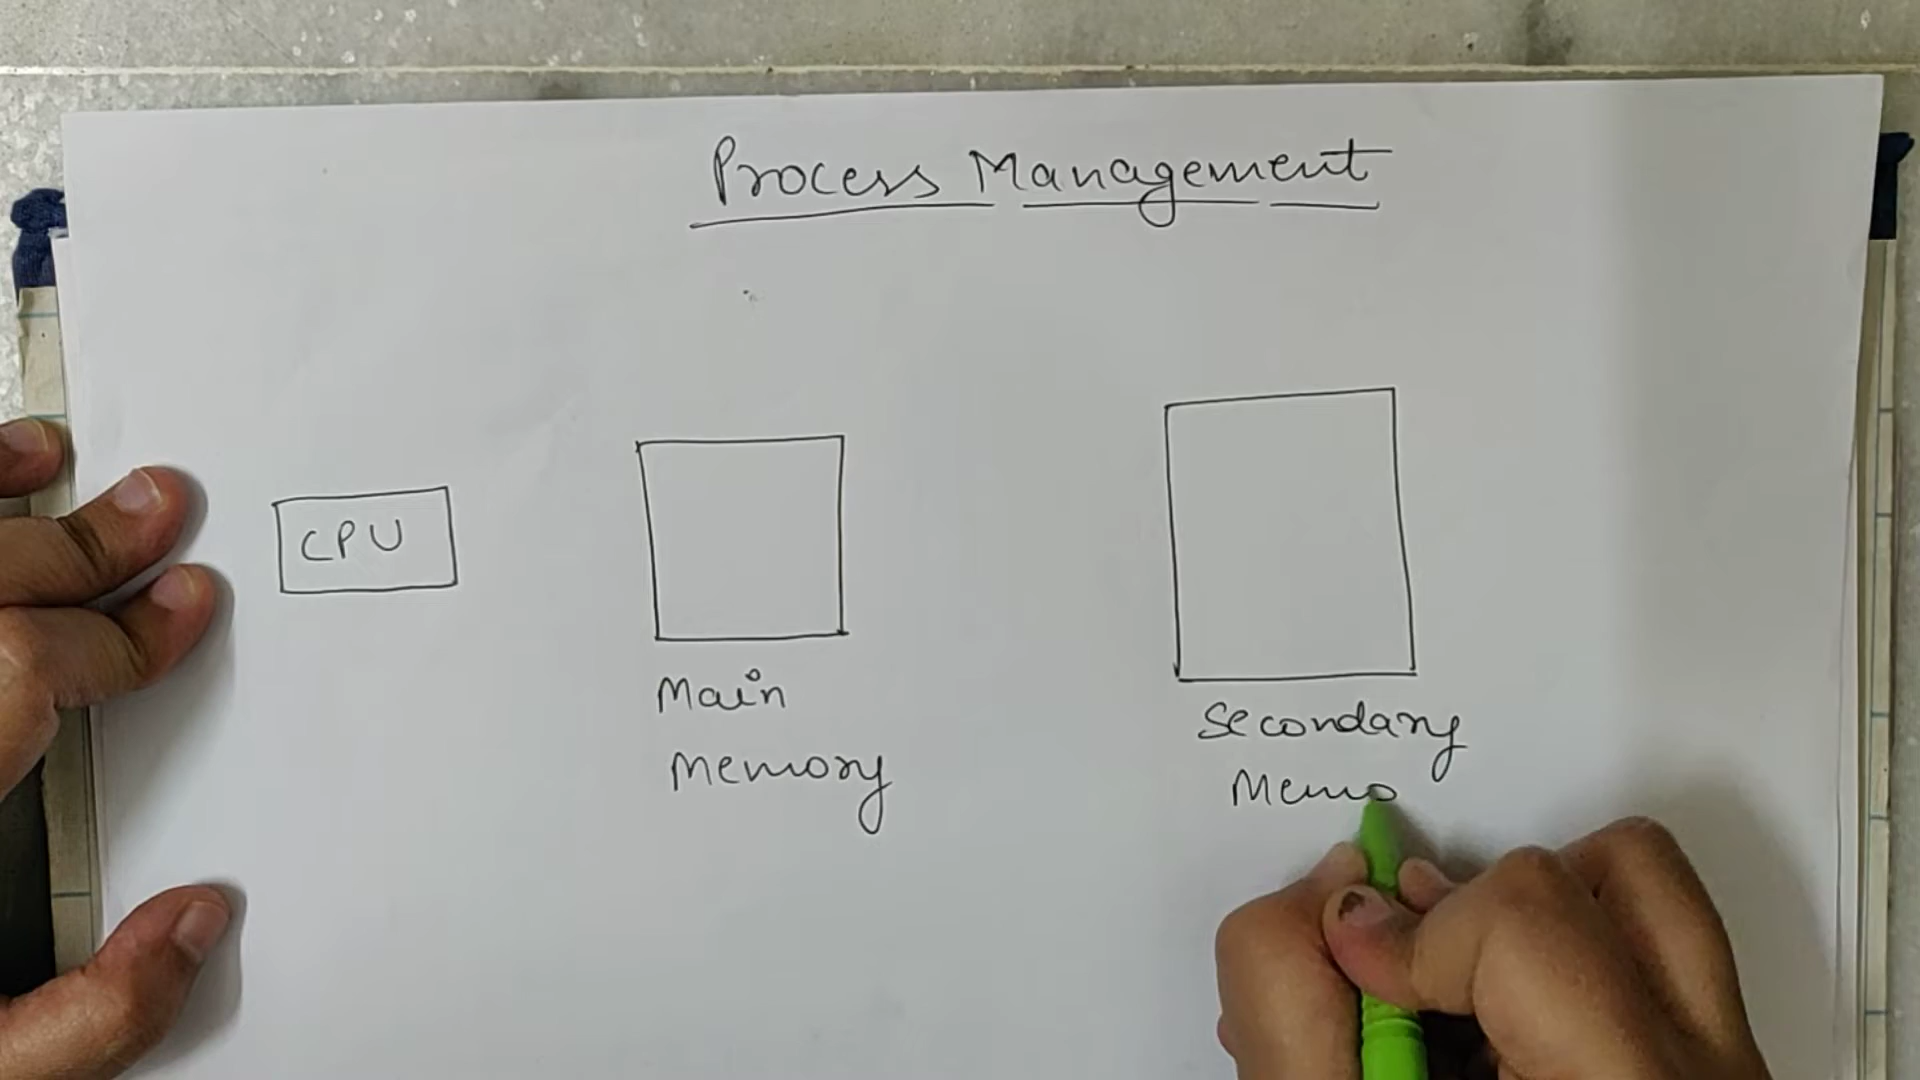 Process Management
CPU
Main
Memory
Secondary
Memo